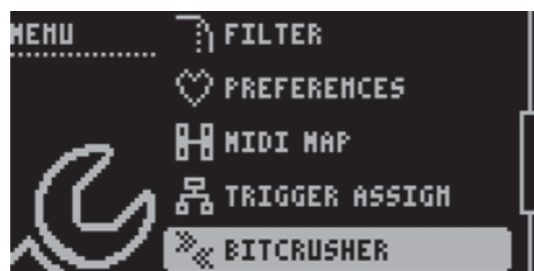 MENU
FILTER
PREFERENCES
MIDI MAP
TRIGGER ASSIGN
BITCRUSHER